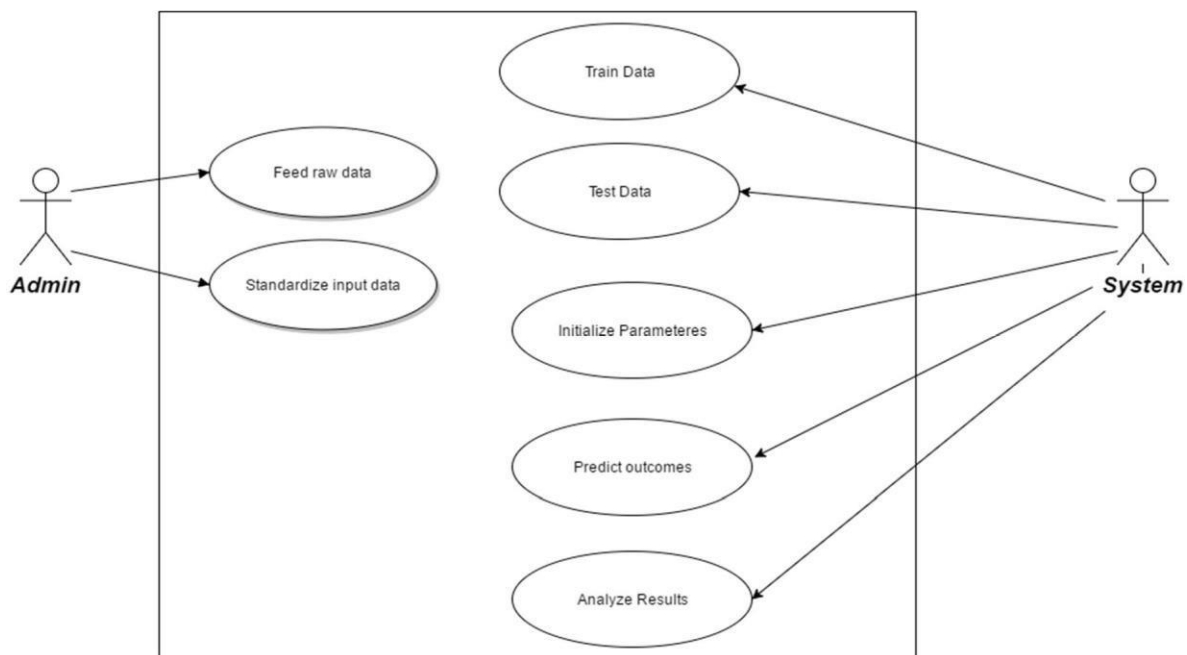 Train Data
Feed raw data
Test Data
Admin
Standardize input data
System
Initialize Parameteres
Predict outcomes
Analyze Results